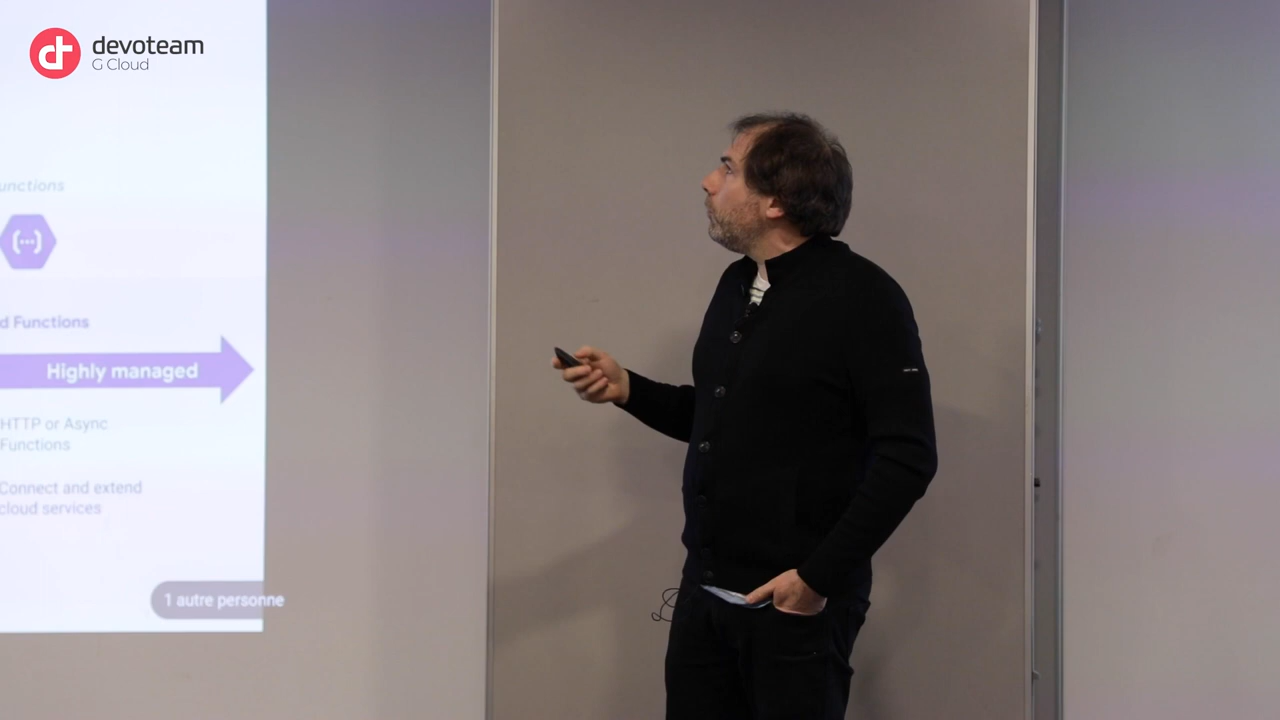 devoteam
G Cloud
unctions
d Functions
Highly managed
HTTP or Async
Functions
Connect and extend
cloud services
1 autre personne